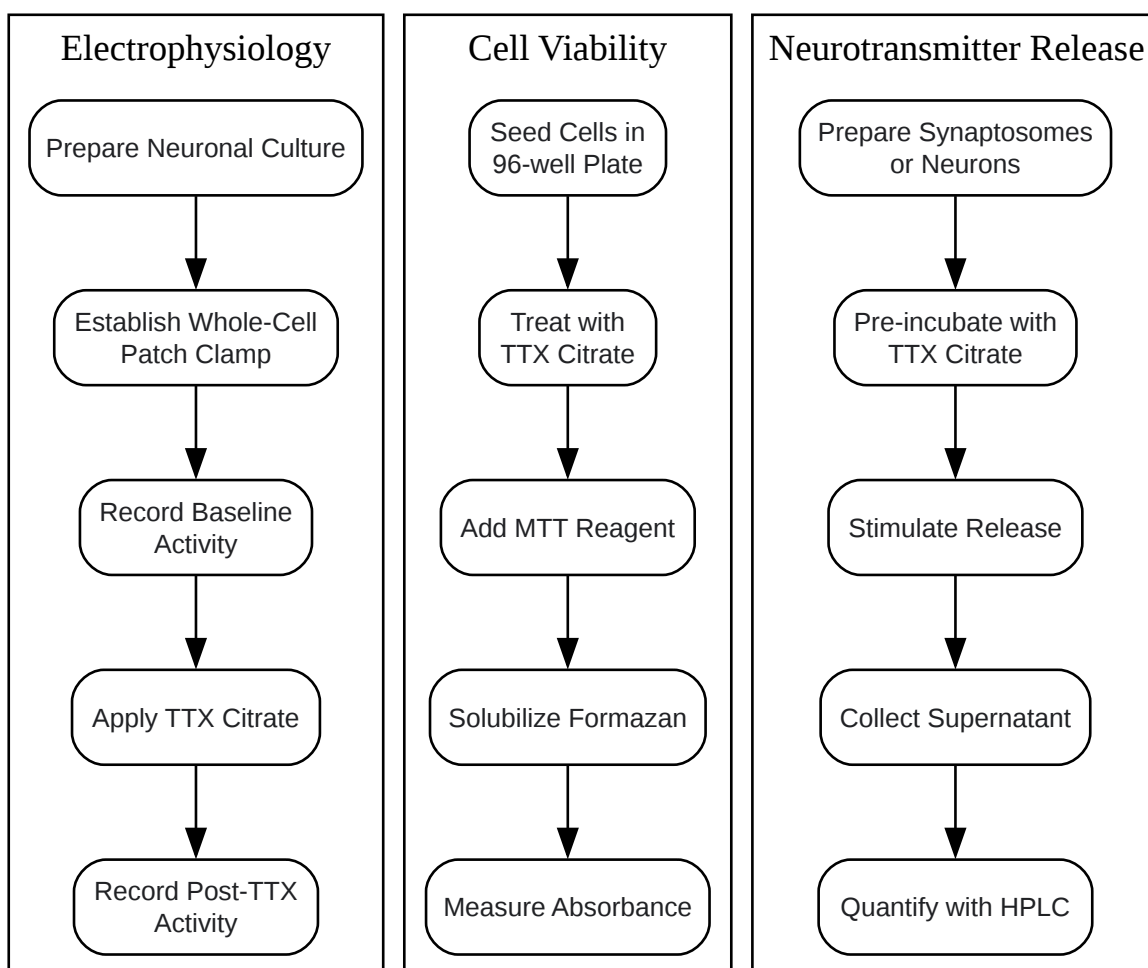 Electrophysiology
Prepare Neuronal Culture
Establish Whole-Cell
Patch Clamp
Record Baseline
Activity
Apply TTX Citrate
Record Post-TTX
Activity
Cell Viability
Seed Cells in
96-well Plate
Treat with
TTX Citrate
Add MTT Reagent
Solubilize Formazan
Measure Absorbance
Neurotransmitter Release
Prepare Synaptosomes
or Neurons
Pre-incubate with
TTX Citrate
Stimulate Release
Collect Supernatant
Quantify with HPLC